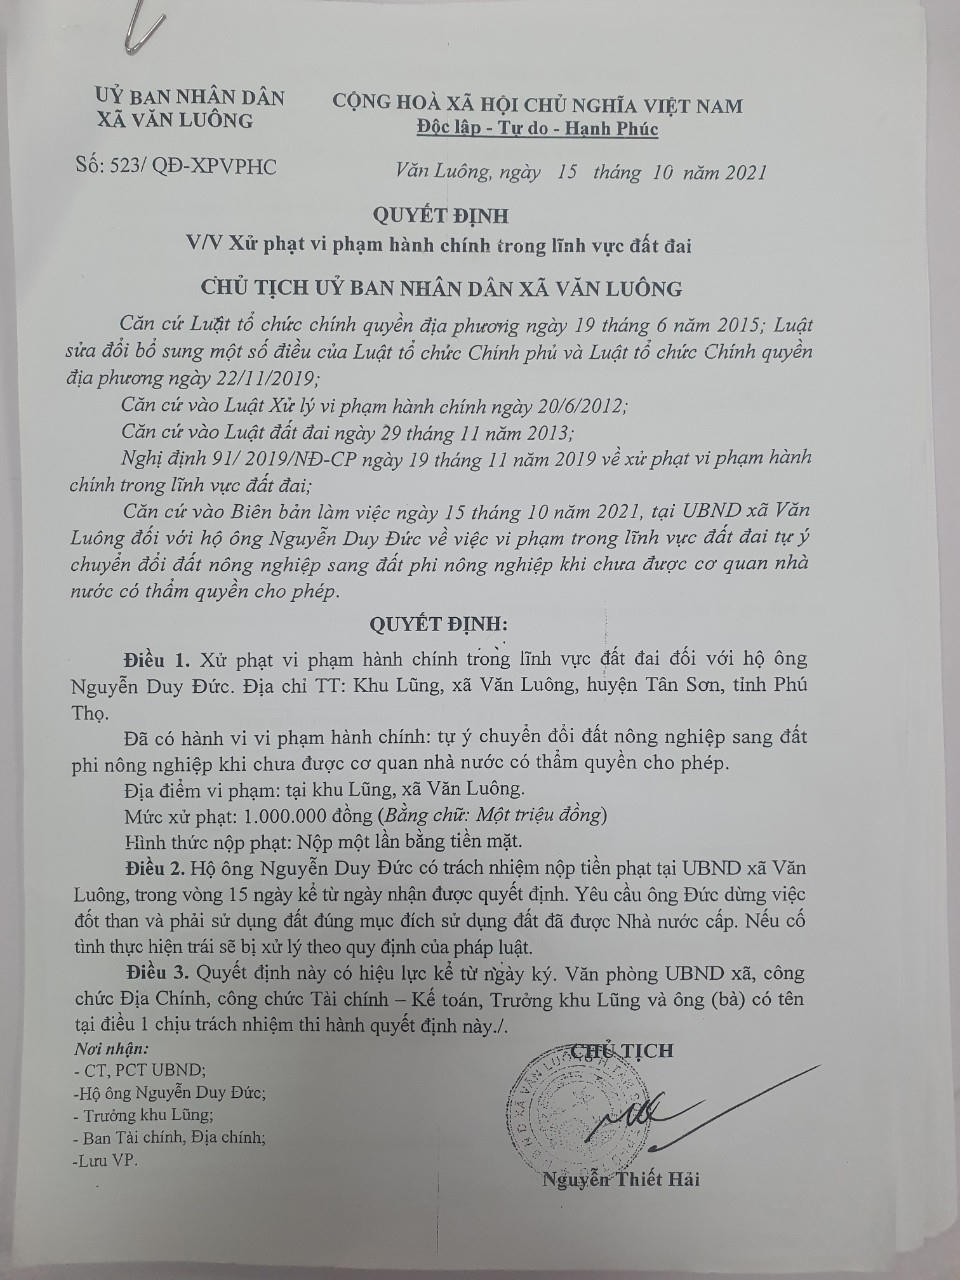 UỶ BAN NHÂN DÂN
XÃ VĂN LUÔNG
CỘNG HOÀ XÃ HỘI CHỦ NGHĨA VIỆT NAM
Độc lập - Tự do - Hạnh Phúc
Số: 523/ QĐ-XPVPHC
Văn Luông, ngày 15 tháng 10 năm 2021
QUYẾT ĐỊNH
V/V Xử phạt vi phạm hành chính trong lĩnh vực đất đai
CHỦ TỊCH UỶ BAN NHÂN DÂN XÃ VĂN LUÔNG
Căn cứ Luật tổ chức chính quyền địa phương ngày 19 tháng 6 năm 2015; Luật
sửa đổi bổ sung một số điều của Luật tổ chức Chính phủ và Luật tổ chức Chính quyền
địa phương ngày 22/11/2019;
Căn cứ vào Luật Xử lý vi phạm hành chính ngày 20/6/2012;
Căn cứ vào Luật đất đai ngày 29 tháng 11 năm 2013;
Nghị định 91/ 2019/NĐ-CP ngày 19 tháng 11 năm 2019 về xử phạt vi phạm hành
chính trong lĩnh vực đất đai;
Căn cứ vào Biên bản làm việc ngày 15 tháng 10 năm 2021, tại UBND xã Văn
Luông đối với hộ ông Nguyễn Duy Đức về việc vi phạm trong lĩnh vực đất đai tự ý
chuyển đổi đất nông nghiệp sang đất phi nông nghiệp khi chưa được cơ quan nhà
nước có thẩm quyền cho phép.
QUYẾT ĐỊNH:
Điều 1. Xử phạt vi phạm hành chính trong lĩnh vực đất đai đối với hộ ông
Nguyễn Duy Đức. Địa chỉ TT: Khu Lũng, xã Văn Luông, huyện Tân Sơn, tỉnh Phú
Thọ.
Đã có hành vi vi phạm hành chính: tự ý chuyển đổi đất nông nghiệp sang đất
phi nông nghiệp khi chưa được cơ quan nhà nước có thẩm quyền cho phép.
Địa điểm vi phạm: tại khu Lũng, xã Văn Luông.
Mức xử phạt: 1.000.000 đồng (Bằng chữ: Một triệu đồng)
Hình thức nộp phạt: Nộp một lần bằng tiền mặt.
Điều 2. Hộ ông Nguyễn Duy Đức có trách nhiệm nộp tiền phạt tại UBND xã Văn
Luông, trong vòng 15 ngày kể từ ngày nhận được quyết định. Yêu cầu ông Đức dừng việc
đốt than và phải sử dụng đất đúng mục đích sử dụng đất đã được Nhà nước cấp. Nếu cố
tình thực hiện trái sẽ bị xử lý theo quy định của pháp luật.
Điều 3. Quyết định này có hiệu lực kể từ ngày ký. Văn phòng UBND xã, công
chức Địa Chính, công chức Tài chính – Kế toán, Trưởng khu Lũng và ông (bà) có tên
tại điều 1 chịu trách nhiệm thi hành quyết định này./.
Nơi nhận:
- CT, PCT UBND;
-Hộ ông Nguyễn Duy Đức;
- Trưởng khu Lũng;
- Ban Tài chính, Địa chính;
-Lưu VP.
CHỦ TỊCH
Nguyễn Thiết Hải